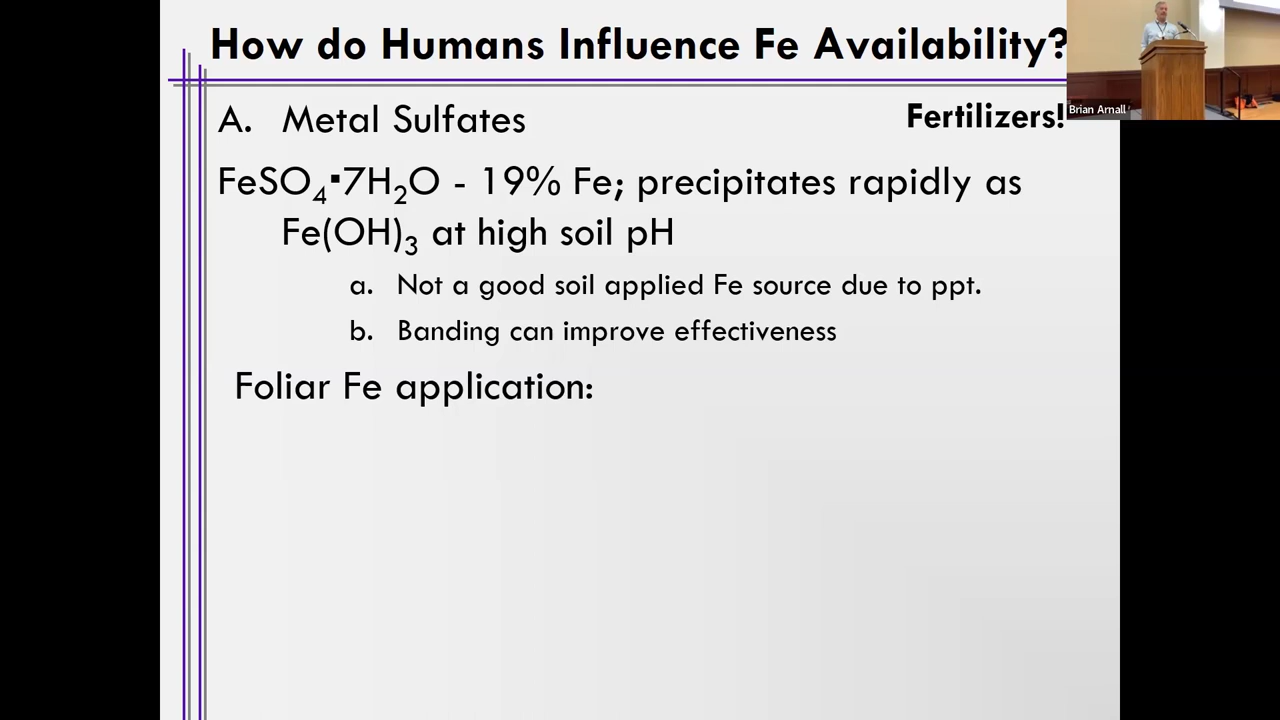 How do Humans Influence Fe Availability?
Brian Arnall
A. Metal Sulfates
Fertilizers!
FeSO₄▪7H₂O - 19% Fe; precipitates rapidly as
Fe(OH)₃ at high soil pH
a. Not a good soil applied Fe source due to ppt.
b. Banding can improve effectiveness
Foliar Fe application: